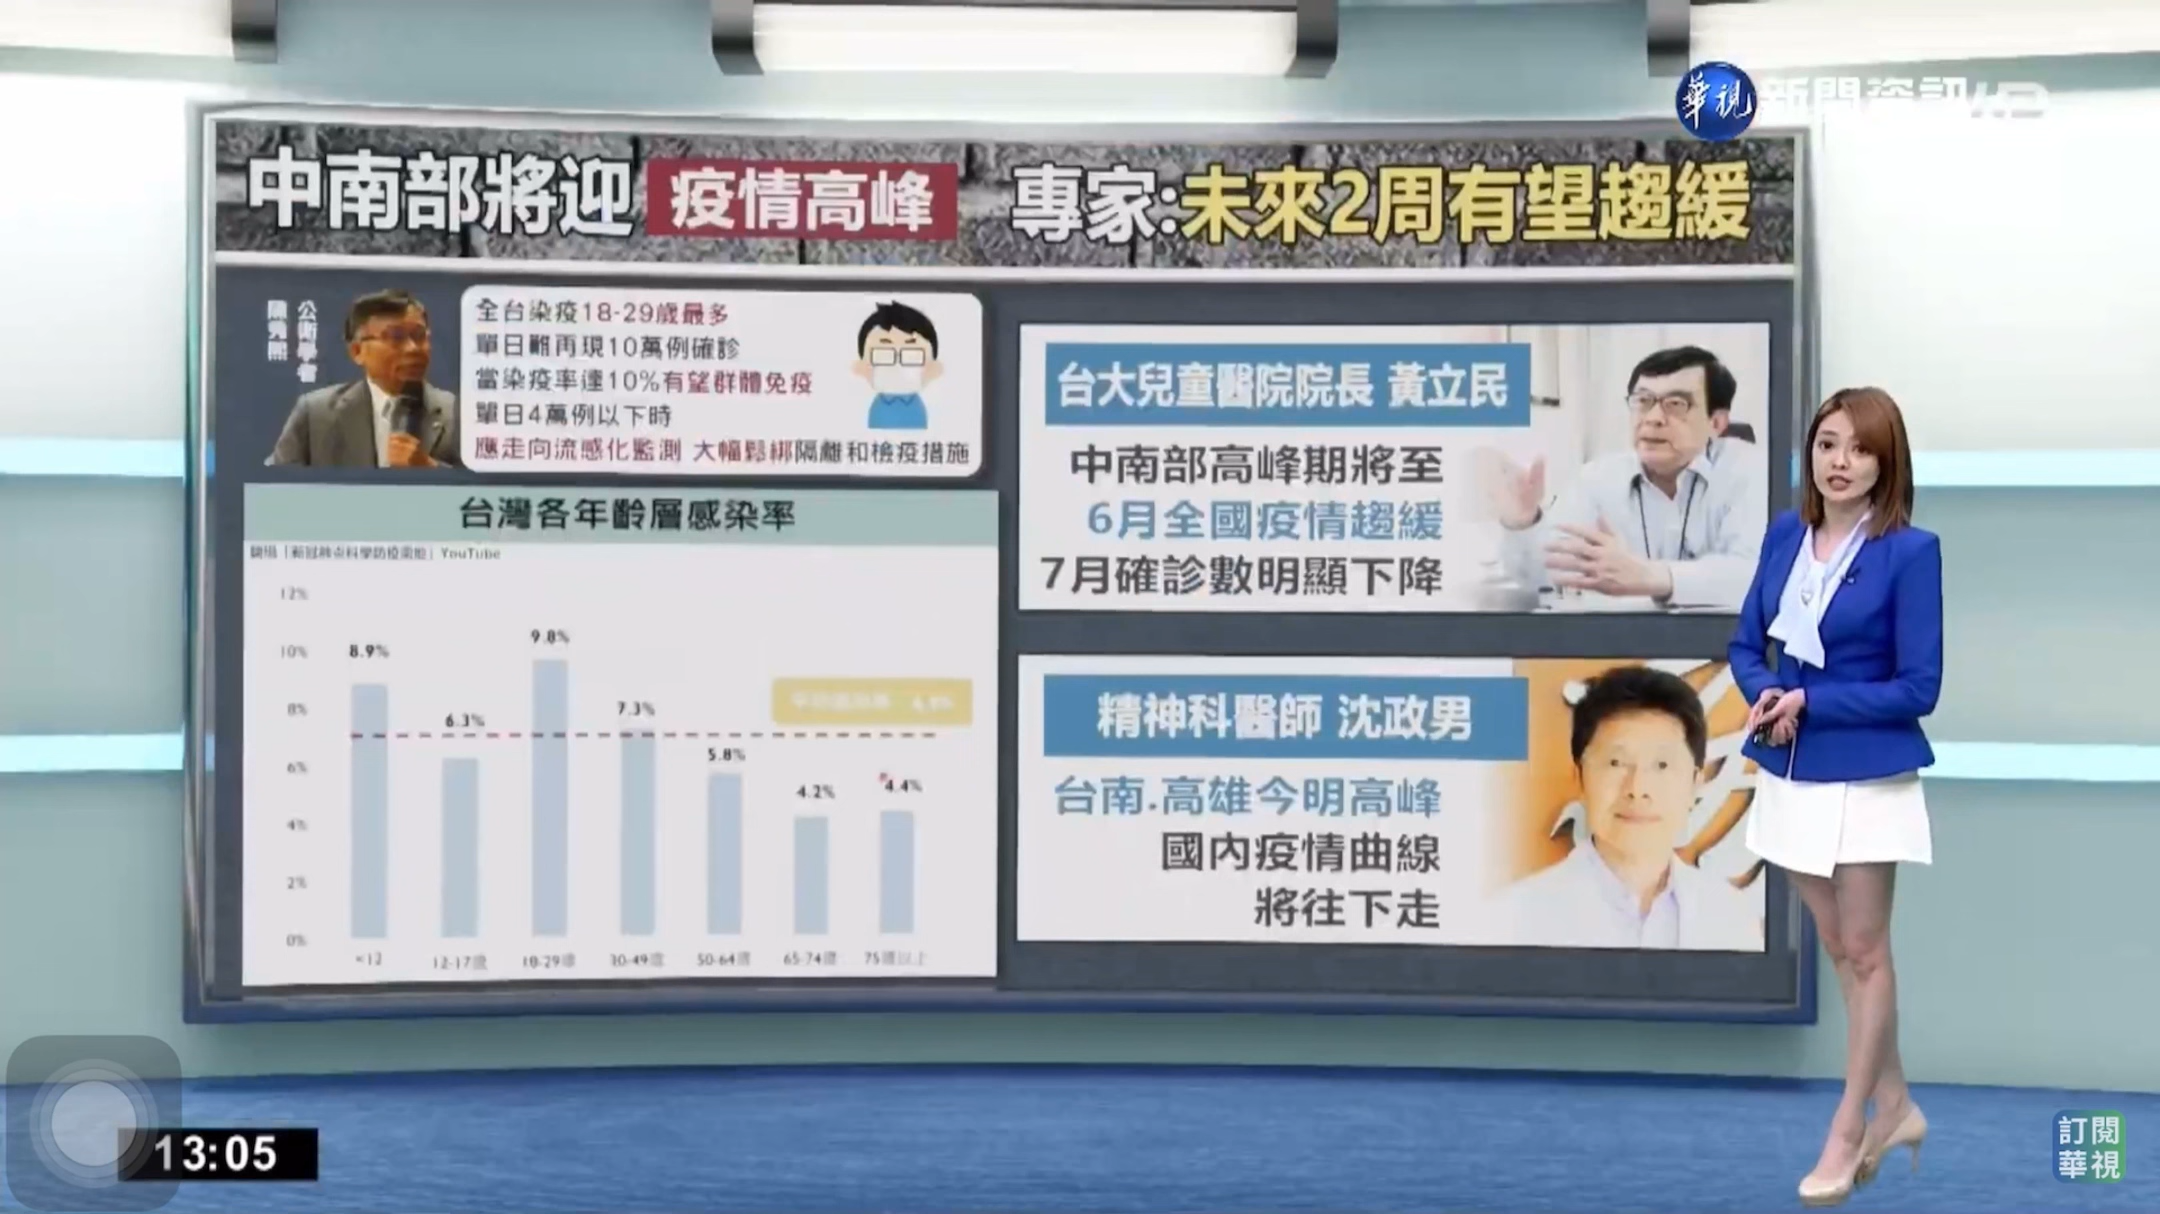 華視 新聞資訊HD
中南部將迎 疫情高峰 專家:未來2周有望趨緩
公衛學者
陳秀熙
全台染疫18-29歲最多
單日難再現10萬例確診
當染疫率達10%有望群體免疫
單日4萬例以下時
應走向流感化監測 大幅鬆綁隔離和檢疫措施
台灣各年齡層感染率
YouTube
12%
10%
8%
6%
4%
2%
0%
8.9%
6.3%
9.8%
7.3%
5.8%
4.2%
4.4%
<12
12-17歲
18-29歲
30-49歲
50-64歲
65-74歲
75歲以上
台大兒童醫院院長 黃立民
中南部高峰期將至
6月全國疫情趨緩
7月確診數明顯下降
精神科醫師 沈政男
台南.高雄今明高峰
國內疫情曲線
將往下走
13:05
訂閱
華視